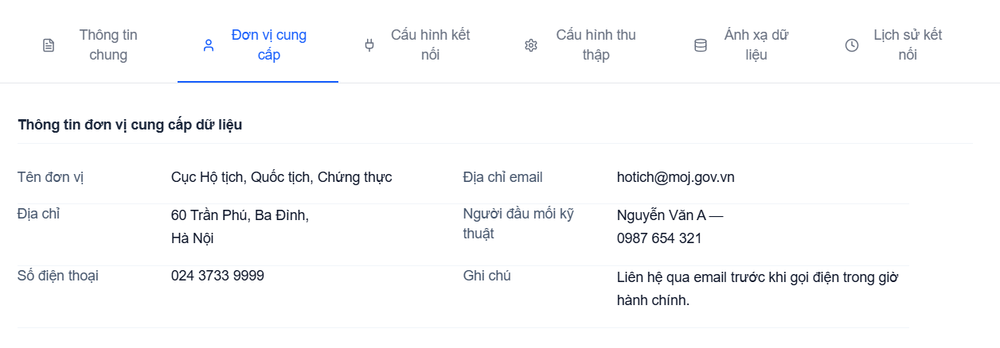 Thông tin
chung
Đơn vị cung
cấp
Cấu hình kết
nối
Cấu hình thu
thập
Ánh xạ dữ
liệu
Lịch sử kết
nối
Thông tin đơn vị cung cấp dữ liệu
Tên đơn vị
Cục Hộ tịch, Quốc tịch, Chứng thực
Địa chỉ email
hotich@moj.gov.vn
Địa chỉ
60 Trần Phú, Ba Đình,
Hà Nội
Người đầu mối kỹ
thuật
Nguyễn Văn A —
0987 654 321
Số điện thoại
024 3733 9999
Ghi chú
Liên hệ qua email trước khi gọi điện trong giờ
hành chính.